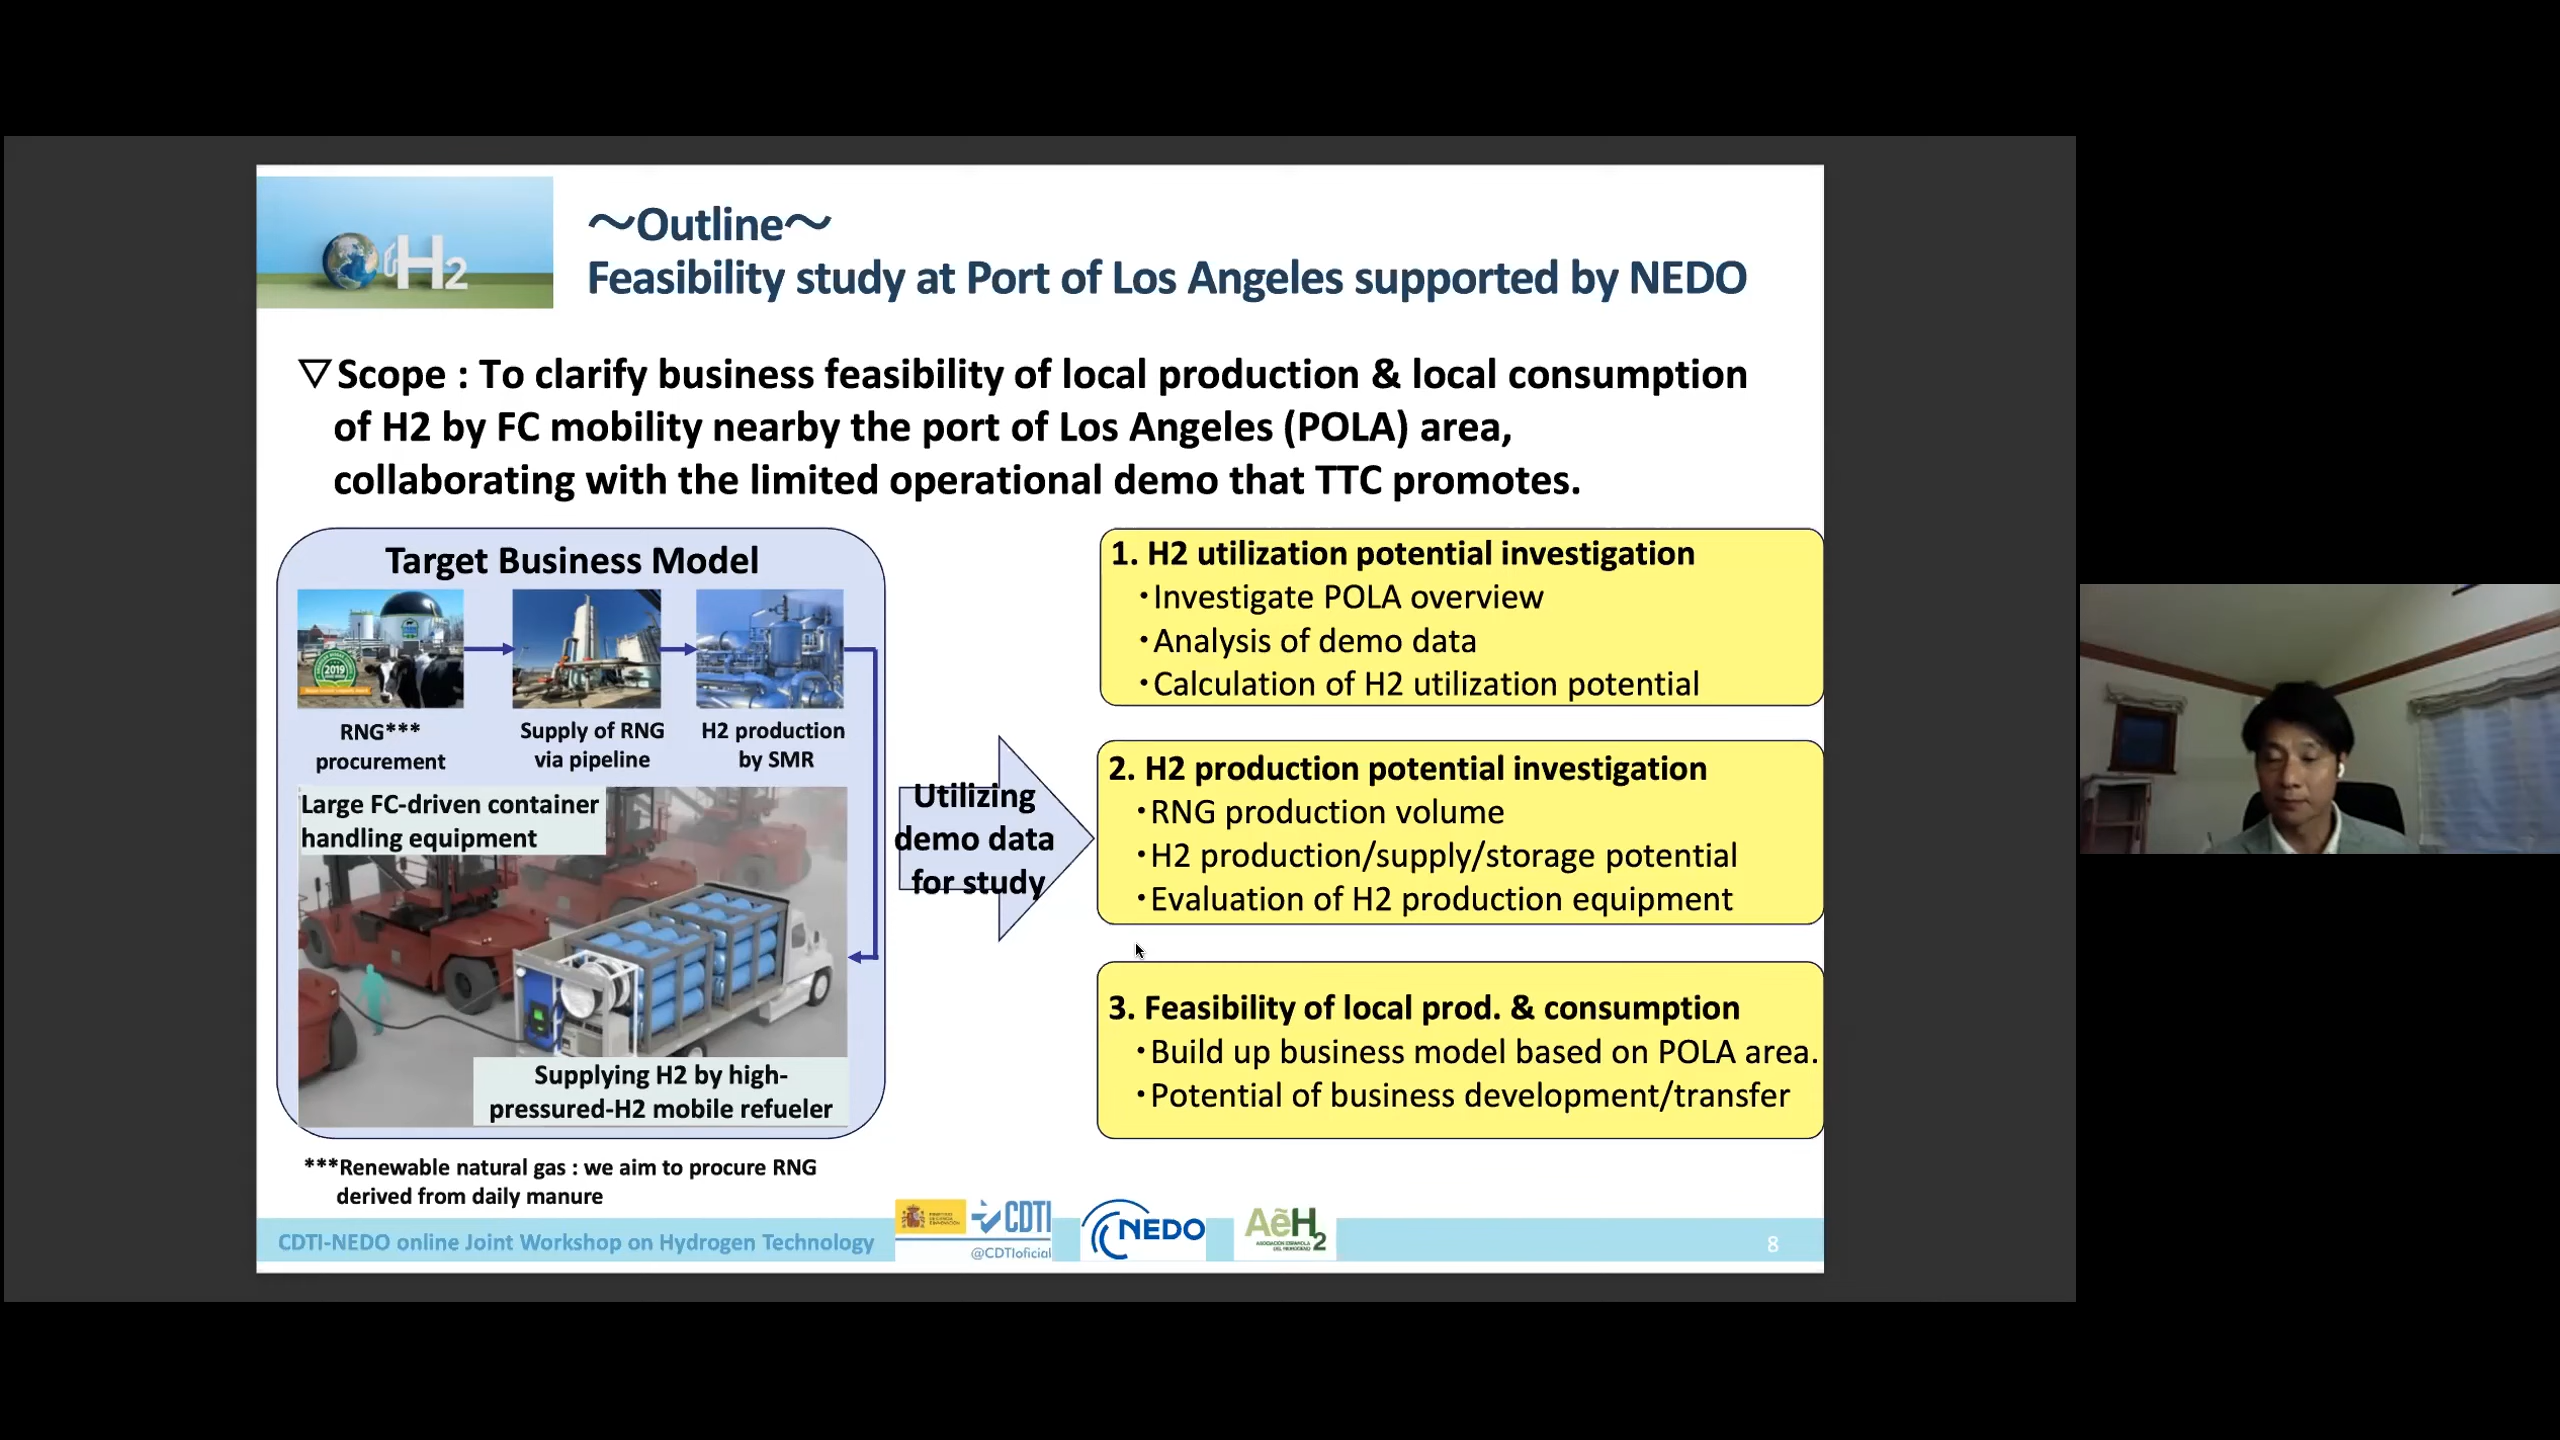 ～Outline～
Feasibility study at Port of Los Angeles supported by NEDO
▽Scope : To clarify business feasibility of local production & local consumption
of H2 by FC mobility nearby the port of Los Angeles (POLA) area,
collaborating with the limited operational demo that TTC promotes.
Target Business Model
2019
RNG***
procurement
Supply of RNG
via pipeline
H2 production
by SMR
Large FC-driven container
handling equipment
Supplying H2 by high-
pressured-H2 mobile refueler
***Renewable natural gas : we aim to procure RNG
derived from daily manure
Utilizing
demo data
for study
1. H2 utilization potential investigation
・Investigate POLA overview
・Analysis of demo data
・Calculation of H2 utilization potential
2. H2 production potential investigation
・RNG production volume
・H2 production/supply/storage potential
・Evaluation of H2 production equipment
3. Feasibility of local prod. & consumption
・Build up business model based on POLA area.
・Potential of business development/transfer
CDTI-NEDO online Joint Workshop on Hydrogen Technology
CDTI
@CDTIoficial
NEDO
AeH2
8
H2